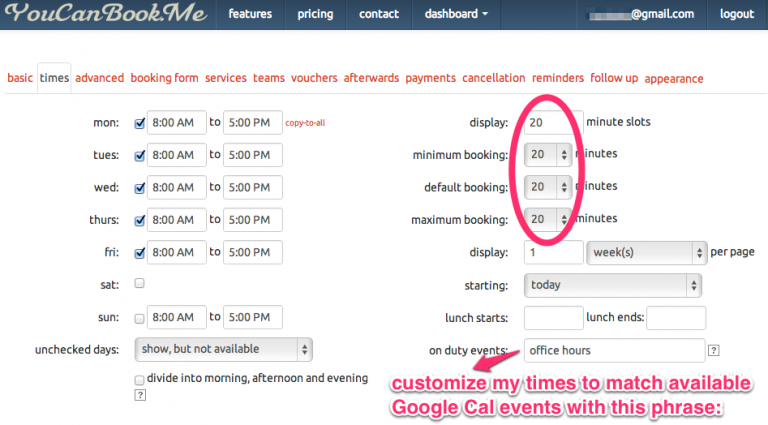 YouCanBook.Me features pricing contact dashboard @gmail.com logout
basic times advanced booking form services teams vouchers afterwards payments cancellation reminders follow up appearance
mon: 8:00 AM to 5:00 PM copy-to-all display: 20 minute slots
tues: 8:00 AM to 5:00 PM minimum booking: 20 minutes
wed: 8:00 AM to 5:00 PM default booking: 20 minutes
thurs: 8:00 AM to 5:00 PM maximum booking: 20 minutes
fri: 8:00 AM to 5:00 PM display: 1 week(s) per page
sat: starting: today
sun: 8:00 AM to 5:00 PM lunch starts: lunch ends:
unchecked days: show, but not available on duty events: office hours ?
divide into morning, afternoon and evening
?
customize my times to match available
Google Cal events with this phrase: